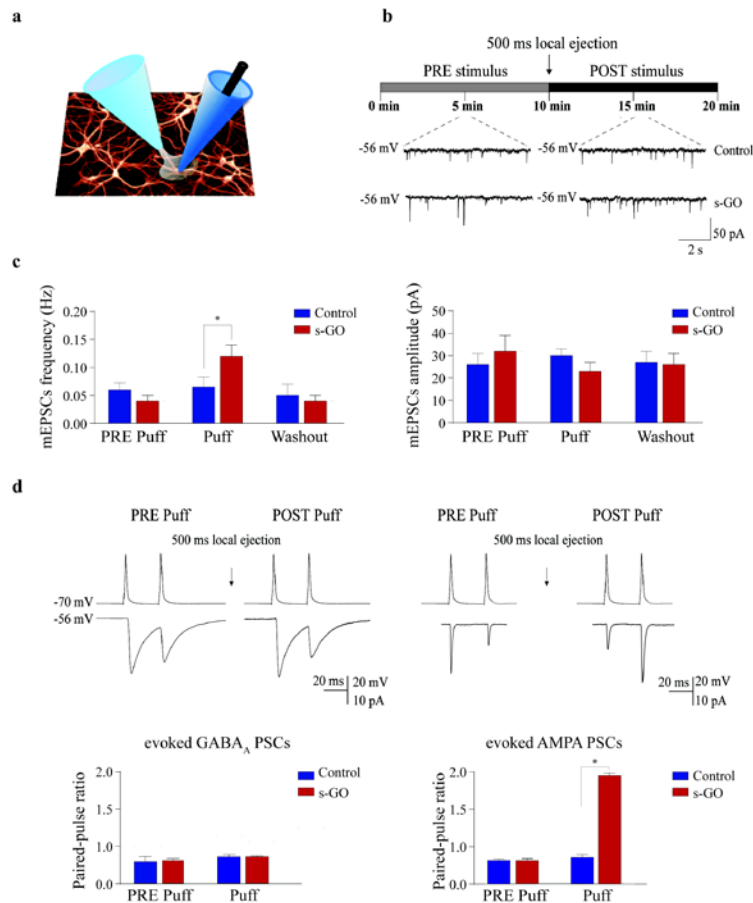 a
b
500 ms local ejection
PRE stimulus POST stimulus
0 min 5 min 10 min 15 min 20 min
-56 mV -56 mV Control
-56 mV -56 mV s-GO
50 pA
2 s
c
mEPSCs frequency (Hz)
0.20
0.15
0.10
0.05
0.00
*
Control
s-GO
PRE Puff Puff Washout
mEPSCs amplitude (pA)
50
40
30
20
10
0
Control
s-GO
PRE Puff Puff Washout
d
PRE Puff POST Puff
500 ms local ejection
-70 mV
-56 mV
20 ms 20 mV
10 pA
PRE Puff POST Puff
500 ms local ejection
20 ms 20 mV
10 pA
evoked GABAA PSCs
Paired-pulse ratio
2.0
1.0
1.0
0.0
Control
s-GO
PRE Puff Puff
evoked AMPA PSCs
Paired-pulse ratio
2.0
1.0
1.0
0.0
*
Control
s-GO
PRE Puff Puff